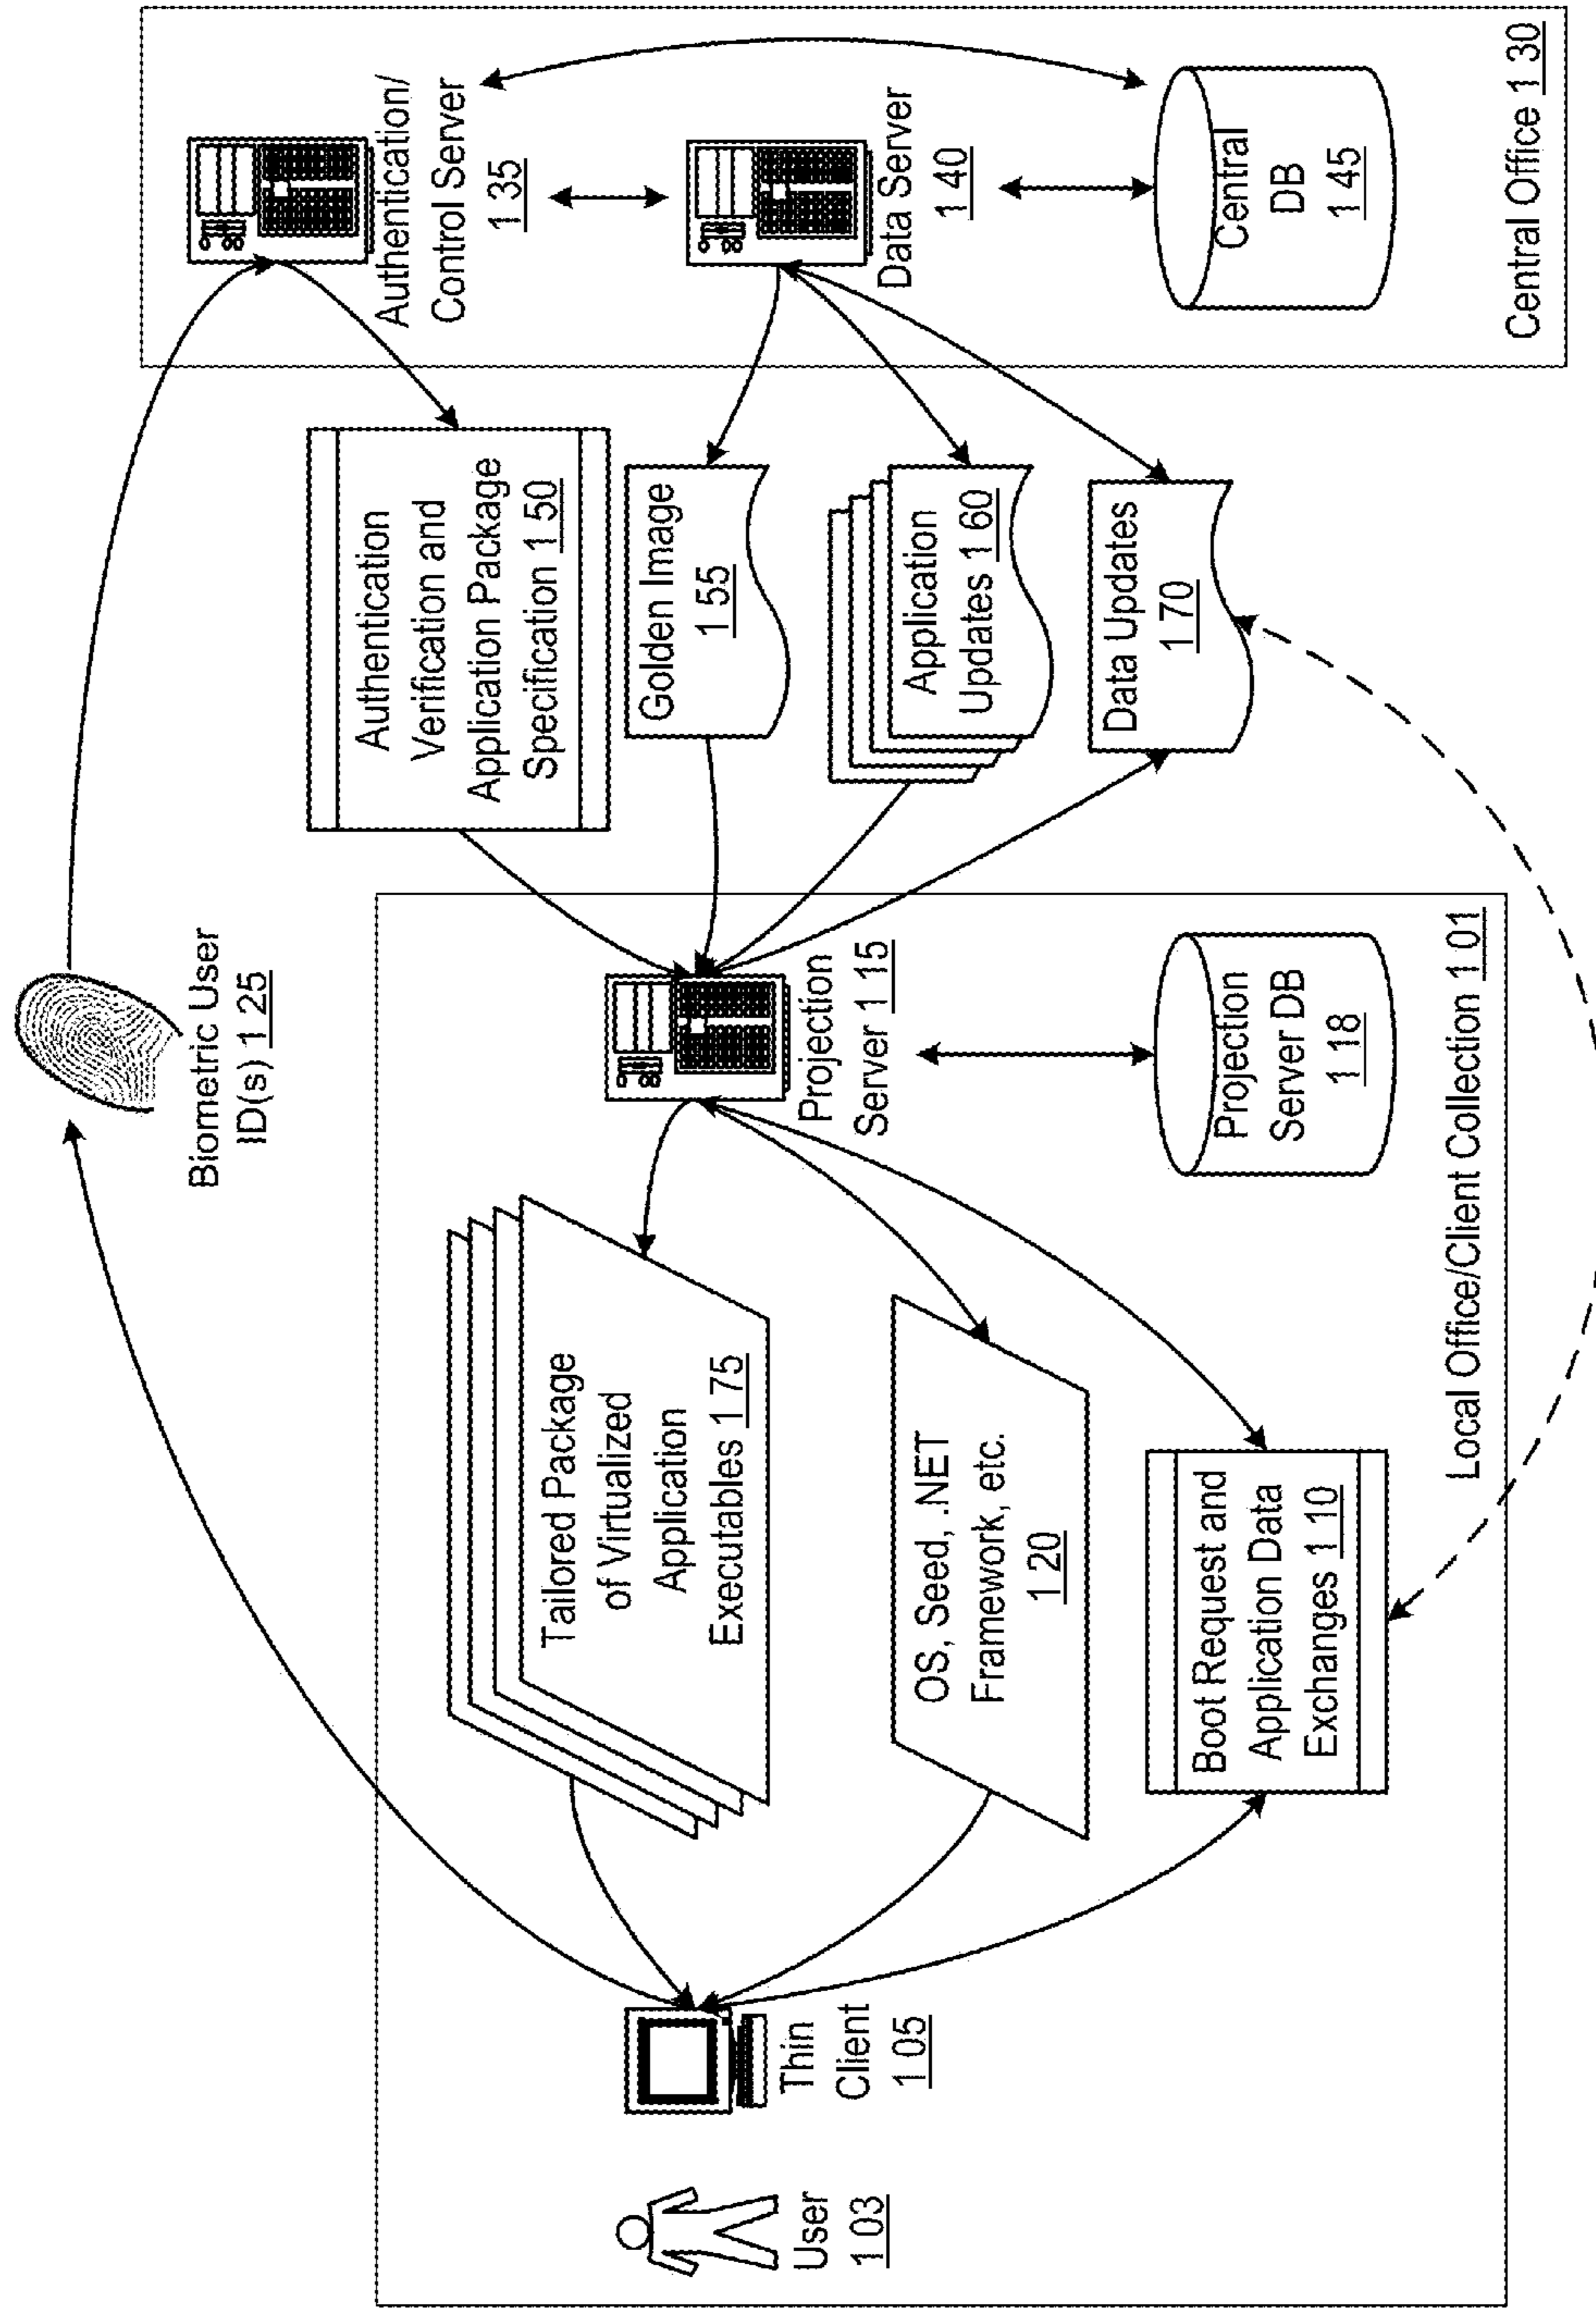 Biometric User
ID(s) 125
User
103
Thin
Client
105
Tailored Package
of Virtualized
Application
Executables 175
OS, Seed, .NET
Framework, etc.
120
Boot Request and
Application Data
Exchanges 110
Projection
Server 115
Projection
Server DB
118
Local Office/Client Collection 101
Authentication
Verification and
Application Package
Specification 150
Golden Image
155
Application
Updates 160
Data Updates
170
Authentication/
Control Server
135
Data Server
140
Central
DB
145
Central Office 130